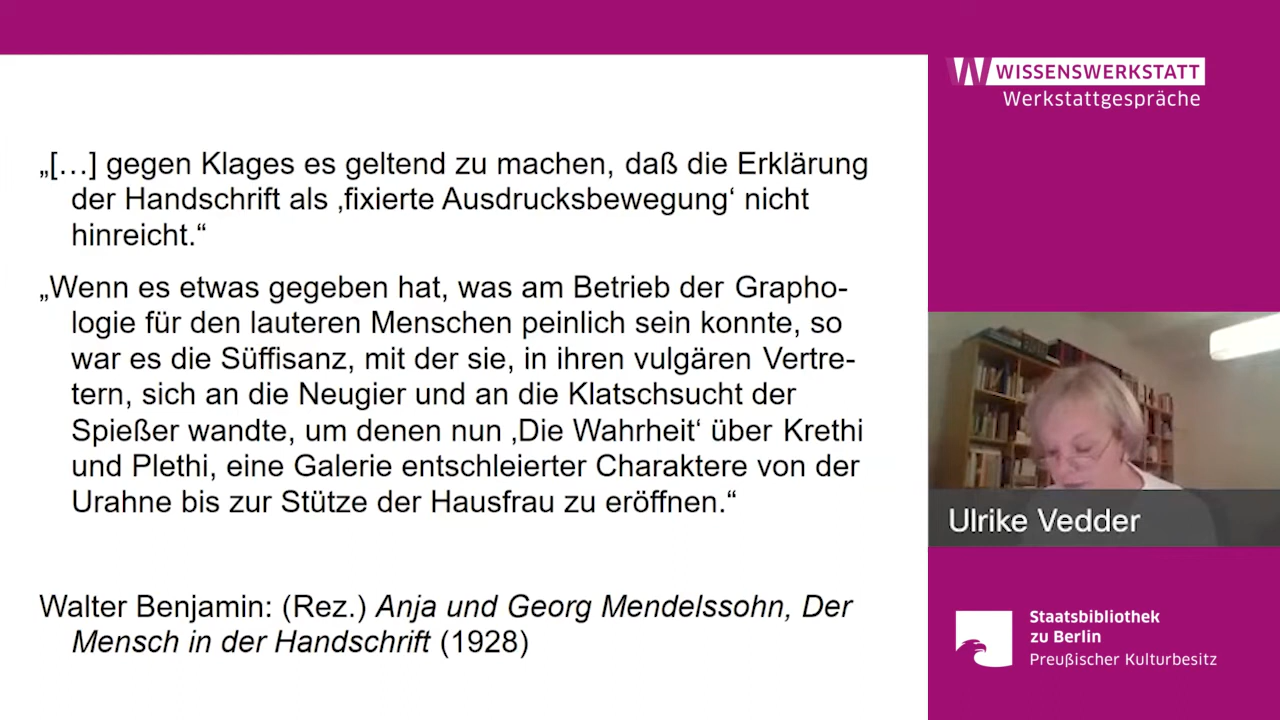 „[…] gegen Klages es geltend zu machen, daß die Erklärung
der Handschrift als ‚fixierte Ausdrucksbewegung‘ nicht
hinreicht.“
„Wenn es etwas gegeben hat, was am Betrieb der Grapho-
logie für den lauteren Menschen peinlich sein konnte, so
war es die Süffisanz, mit der sie, in ihren vulgären Vertre-
tern, sich an die Neugier und an die Klatschsucht der
Spießer wandte, um denen nun ‚Die Wahrheit‘ über Krethi
und Plethi, eine Galerie entschleierter Charaktere von der
Urahne bis zur Stütze der Hausfrau zu eröffnen.“
Walter Benjamin: (Rez.) Anja und Georg Mendelssohn, Der
Mensch in der Handschrift (1928)
W WISSENSWERKSTATT
Werkstattgespräche
Ulrike Vedder
Staatsbibliothek
zu Berlin
Preußischer Kulturbesitz